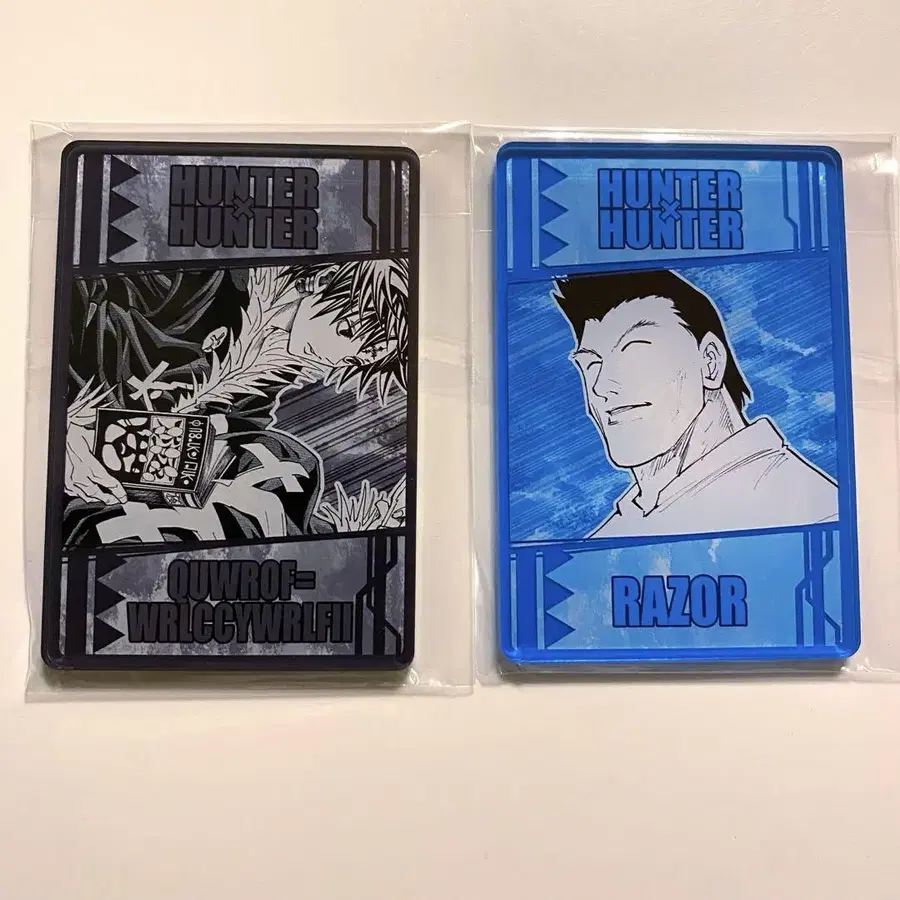 HUNTER
×
HUNTER
QUWROF=
WRLCCYWRLFII
HUNTER
×
HUNTER
RAZOR